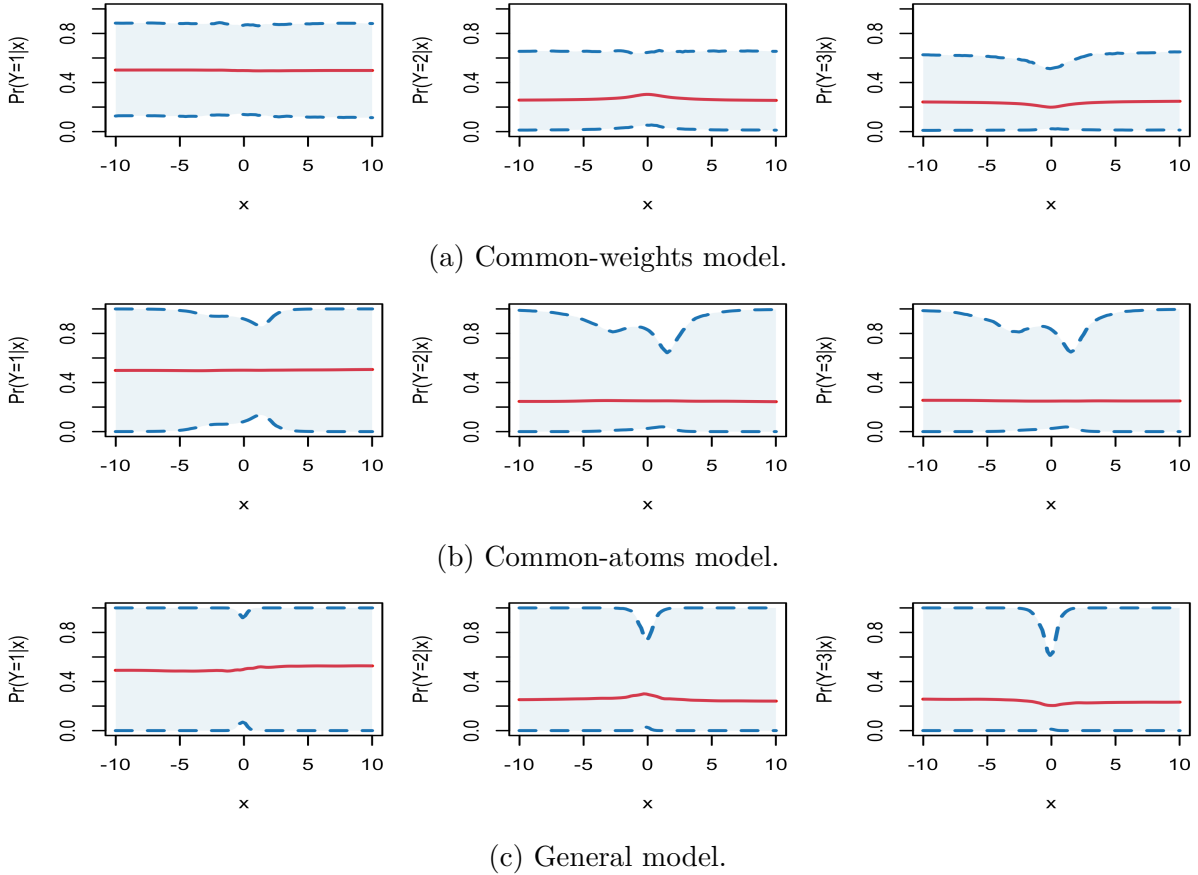 Pr(Y=1|x)
0.0 0.4 0.8
-10 -5 0 5 10
x
Pr(Y=2|x)
0.0 0.4 0.8
-10 -5 0 5 10
x
Pr(Y=3|x)
0.0 0.4 0.8
-10 -5 0 5 10
x
(a) Common-weights model.
Pr(Y=1|x)
0.0 0.4 0.8
-10 -5 0 5 10
x
Pr(Y=2|x)
0.0 0.4 0.8
-10 -5 0 5 10
x
Pr(Y=3|x)
0.0 0.4 0.8
-10 -5 0 5 10
x
(b) Common-atoms model.
Pr(Y=1|x)
0.0 0.4 0.8
-10 -5 0 5 10
x
Pr(Y=2|x)
0.0 0.4 0.8
-10 -5 0 5 10
x
Pr(Y=3|x)
0.0 0.4 0.8
-10 -5 0 5 10
x
(c) General model.